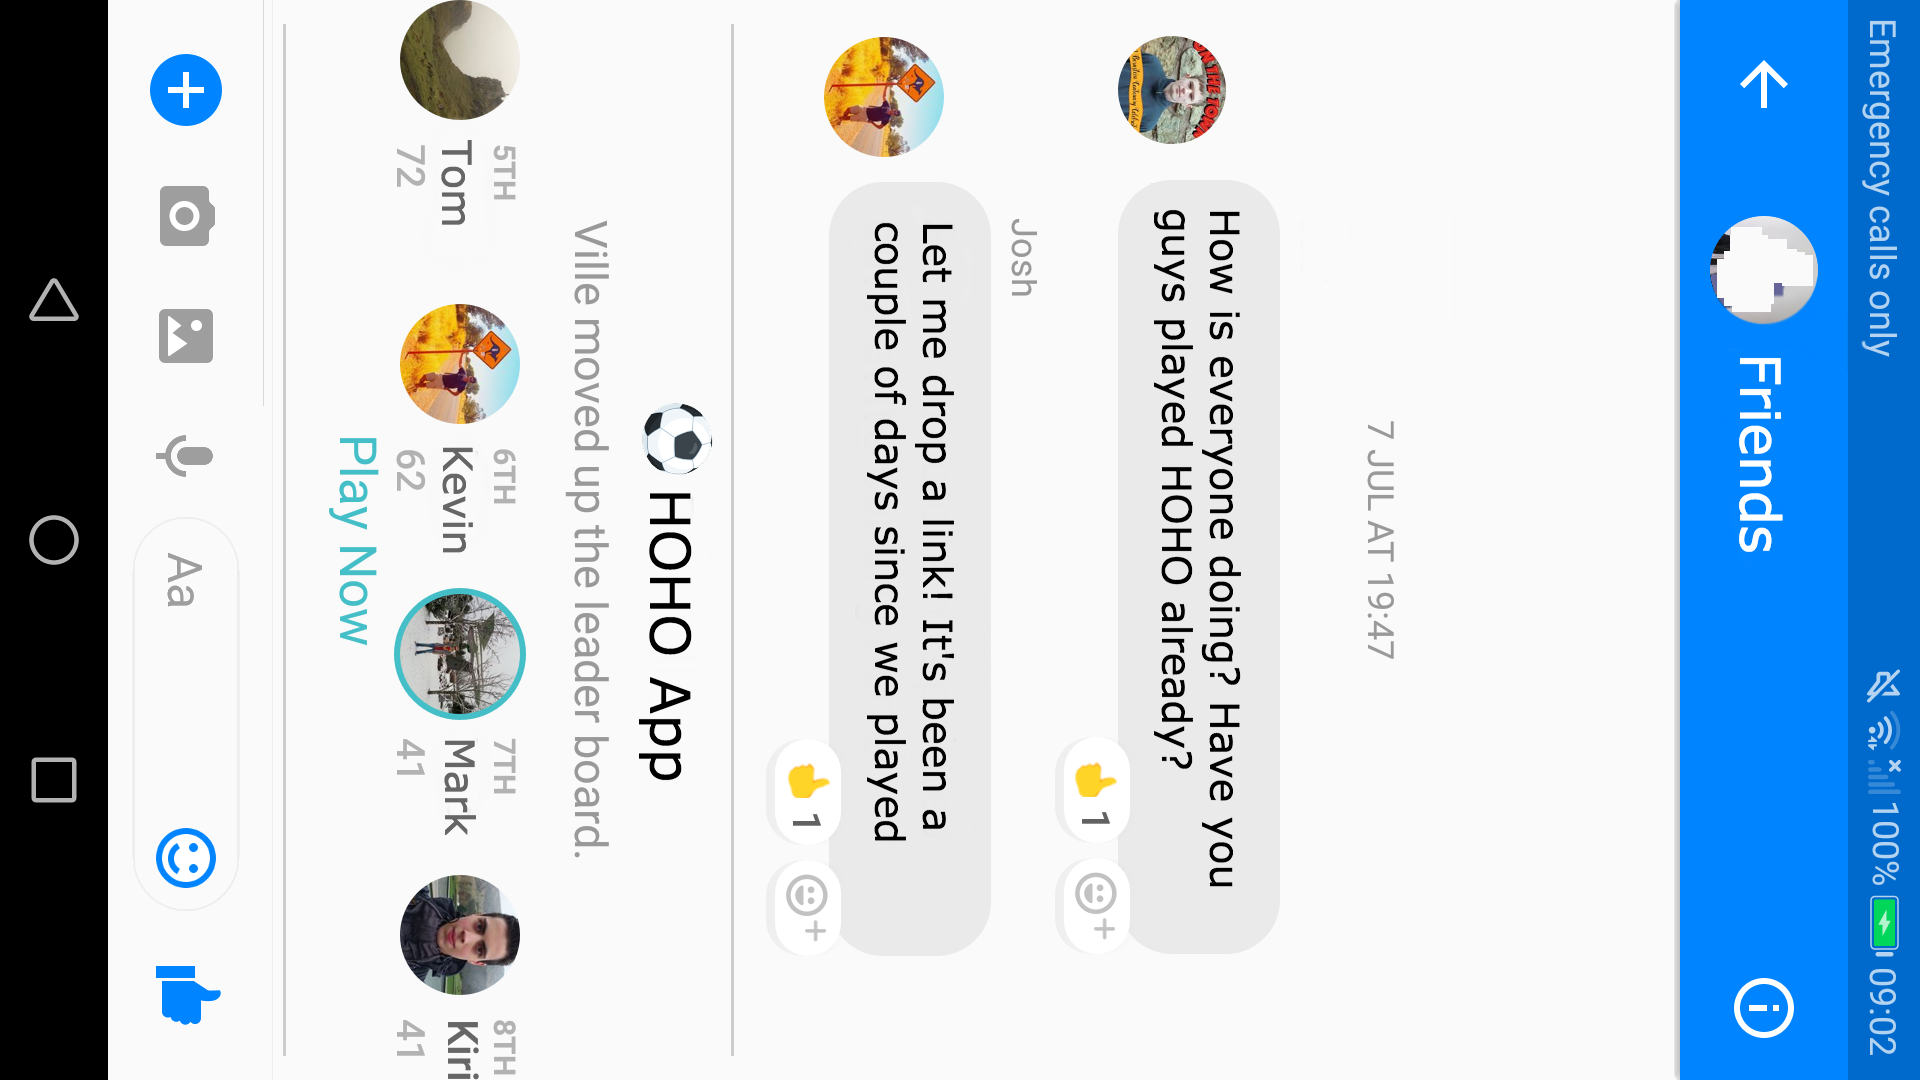 Emergency calls only 100% 09:02
Friends
7 JUL AT 19:47
How is everyone doing? Have you
guys played HOHO already?
1
Josh
Let me drop a link! It's been a
couple of days since we played
1
HOHO App
Ville moved up the leader board.
5TH
Tom
72
6TH
Kevin
62
7TH
Mark
41
8TH
Kiri
41
Play Now
Aa